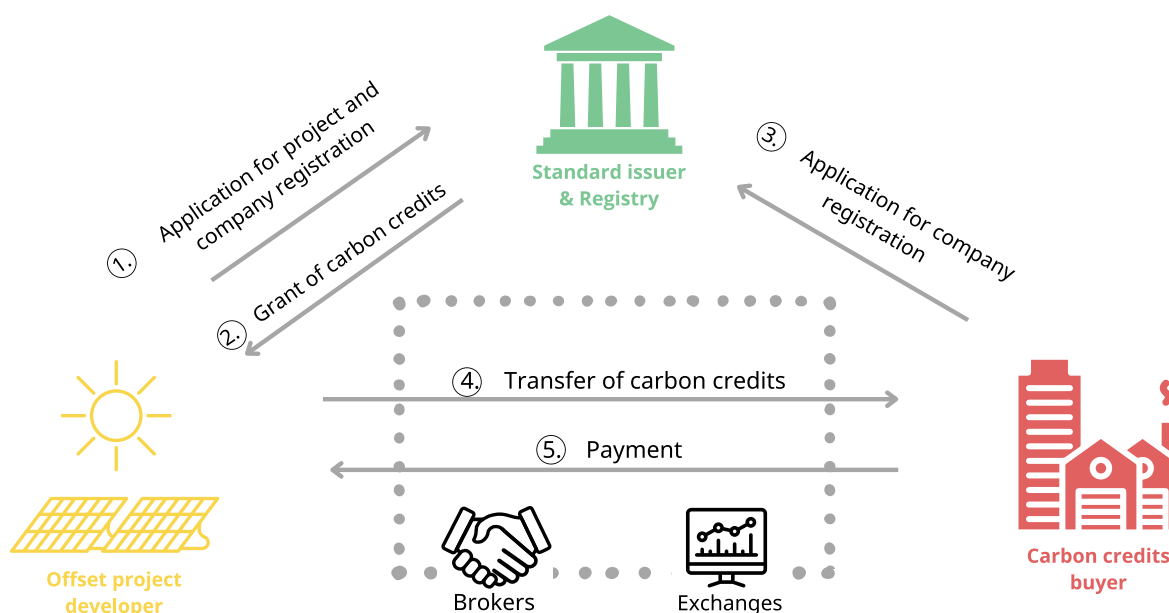 Standard issuer
& Registry
1.
Application for project and
company registration
2.
Grant of carbon credits
3.
Application for company
registration
4.
Transfer of carbon credits
5.
Payment
Brokers
Exchanges
Offset project
developer
Carbon credits
buyer